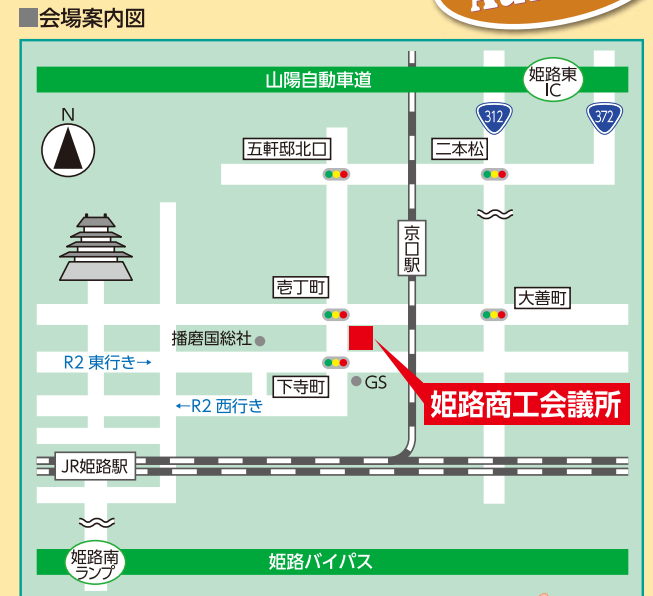 ■会場案内図
山陽自動車道
姫路東
IC
N
312
372
五軒邸北口
二本松
京口駅
壱丁町
大善町
播磨国総社
R2 東行き→
下寺町
GS
←R2 西行き
姫路商工会議所
JR姫路駅
姫路南
ランプ
姫路バイパス